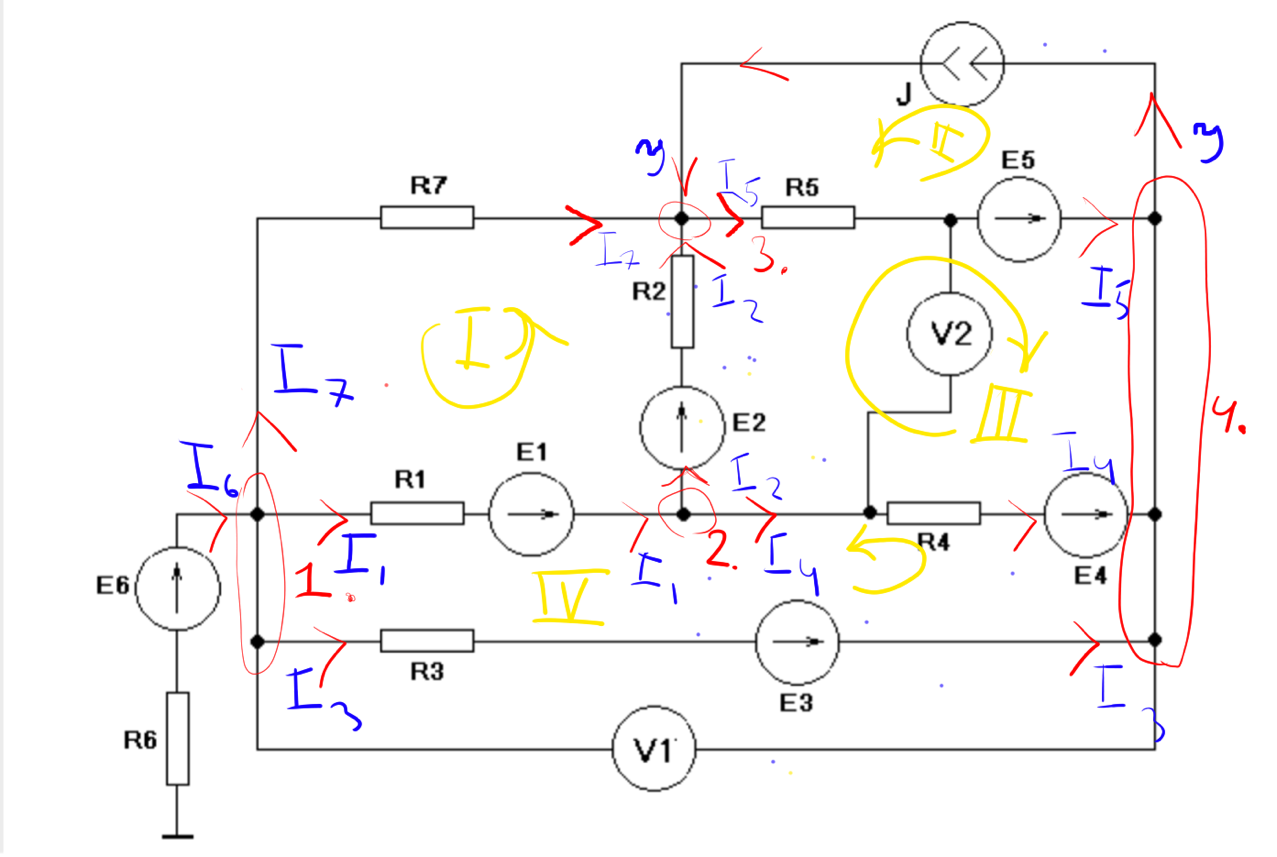 J
II
E5
I5
R5
R7
I7
3.
R2
I2
I5
V2
I
III
I7
E2
4.
I6
E1
I2
I4
R1
2.
R4
E6
1.
I1
I1
I4
E4
IV
R3
E3
I3
I3
R6
V1